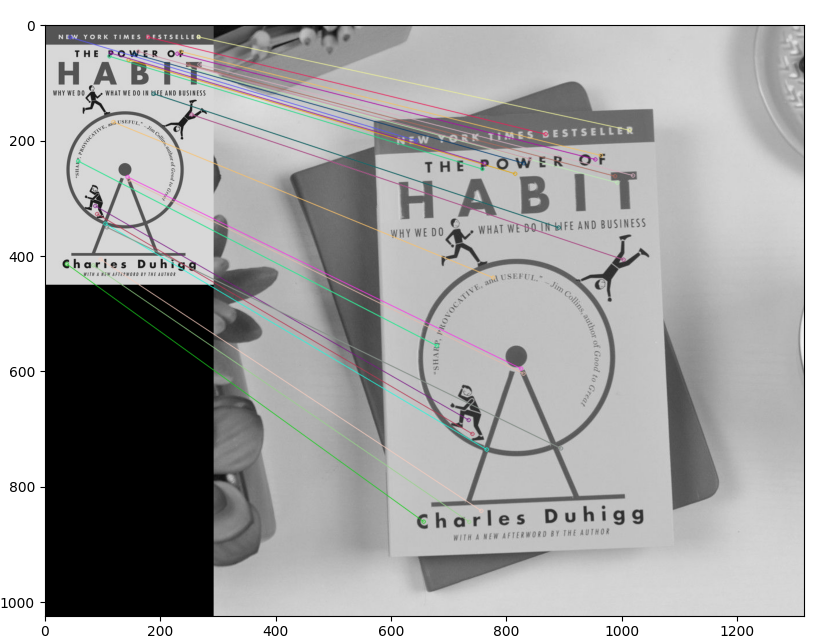 0
200
400
600
800
1000
0
200
400
600
800
1000
1200
NEW YORK TIMES BESTSELLER
THE POWER OF
HABIT
WHY WE DO WHAT WE DO IN LIFE AND BUSINESS
"SHARP, PROVOCATIVE, and USEFUL." -Jim Collins, author of Good to Great
Charles Duhigg
WITH A NEW AFTERWORD BY THE AUTHOR
NEW YORK TIMES BESTSELLER
THE POWER OF
HABIT
WHY WE DO WHAT WE DO IN LIFE AND BUSINESS
"SHARP, PROVOCATIVE, and USEFUL." -Jim Collins, author of Good to Great
Charles Duhigg
WITH A NEW AFTERWORD BY THE AUTHOR